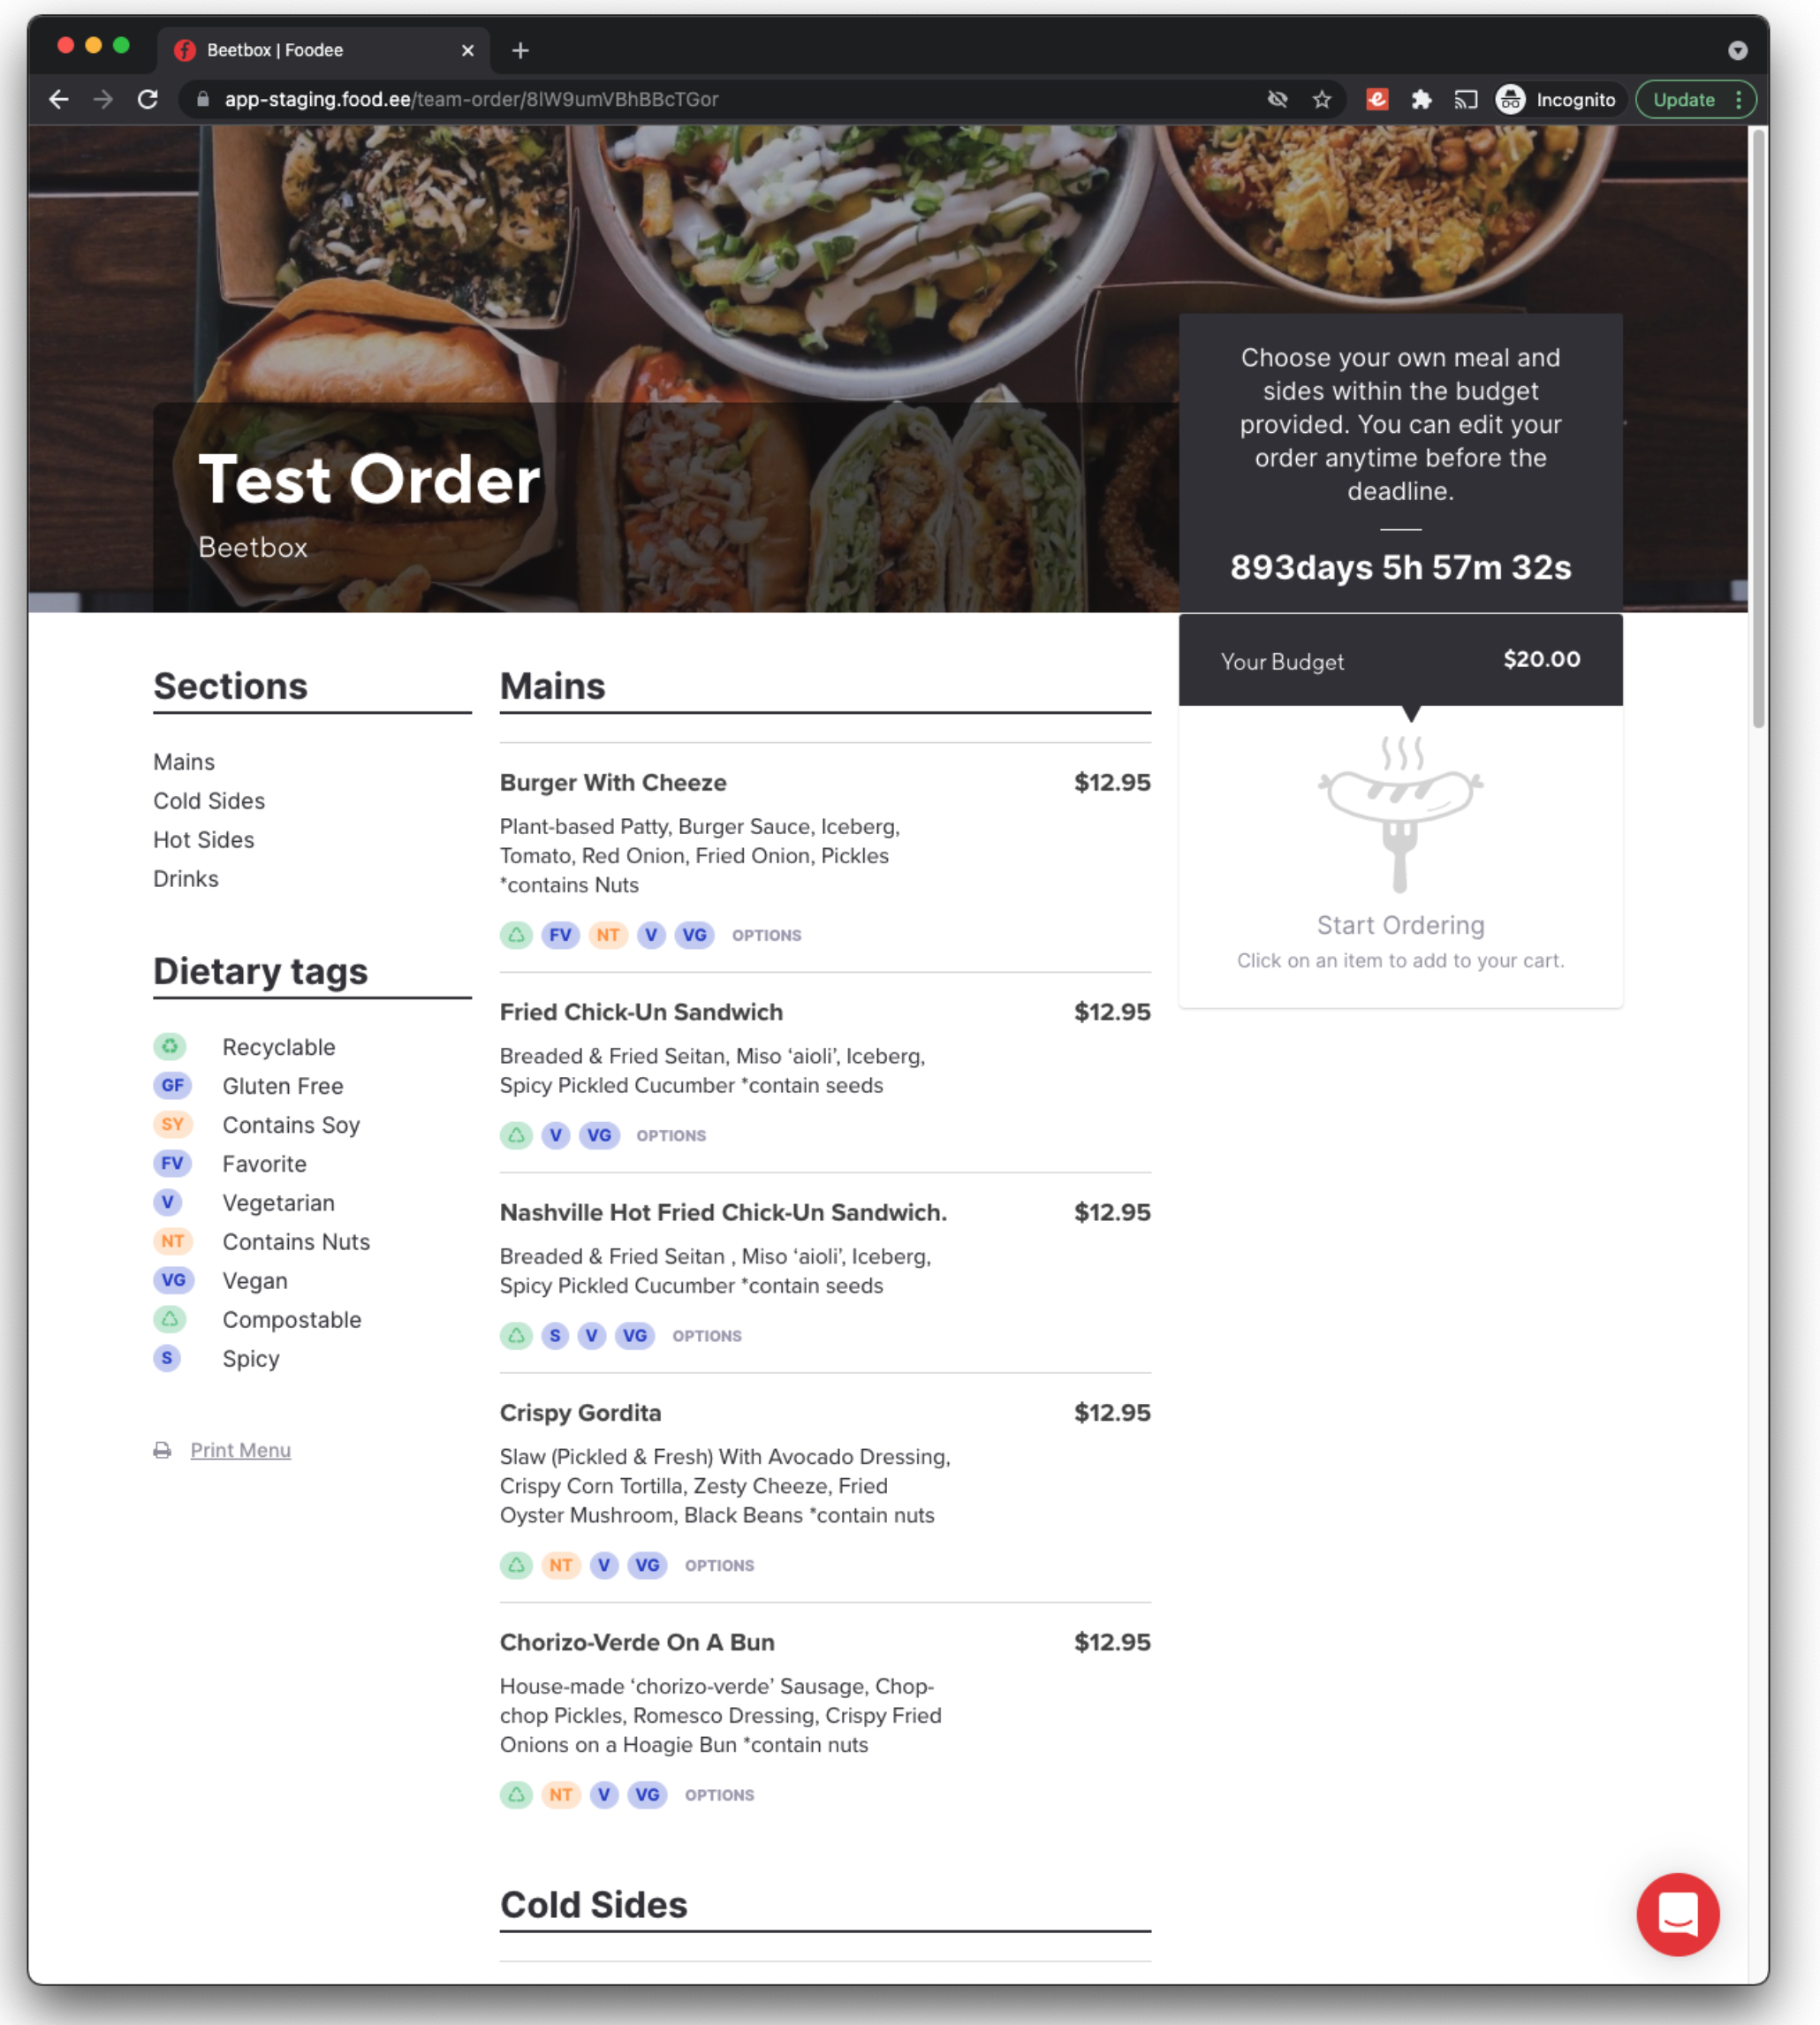 Beetbox | Foodee
app-staging.food.ee/team-order/8IW9umVBhBBcTGor
Incognito
Update
Choose your own meal and
sides within the budget
provided. You can edit your
order anytime before the
deadline.
893days 5h 57m 32s
Test Order
Beetbox
Your Budget
$20.00
Start Ordering
Click on an item to add to your cart.
Sections
Mains
Cold Sides
Hot Sides
Drinks
Dietary tags
Recyclable
GF Gluten Free
SY Contains Soy
FV Favorite
V Vegetarian
NT Contains Nuts
VG Vegan
Compostable
S Spicy
Print Menu
Mains
Burger With Cheeze $12.95
Plant-based Patty, Burger Sauce, Iceberg,
Tomato, Red Onion, Fried Onion, Pickles
*contains Nuts
FV NT V VG OPTIONS
Fried Chick-Un Sandwich $12.95
Breaded & Fried Seitan, Miso ‘aioli’, Iceberg,
Spicy Pickled Cucumber *contain seeds
V VG OPTIONS
Nashville Hot Fried Chick-Un Sandwich. $12.95
Breaded & Fried Seitan , Miso ‘aioli’, Iceberg,
Spicy Pickled Cucumber *contain seeds
S V VG OPTIONS
Crispy Gordita $12.95
Slaw (Pickled & Fresh) With Avocado Dressing,
Crispy Corn Tortilla, Zesty Cheeze, Fried
Oyster Mushroom, Black Beans *contain nuts
NT V VG OPTIONS
Chorizo-Verde On A Bun $12.95
House-made ‘chorizo-verde’ Sausage, Chop-
chop Pickles, Romesco Dressing, Crispy Fried
Onions on a Hoagie Bun *contain nuts
NT V VG OPTIONS
Cold Sides